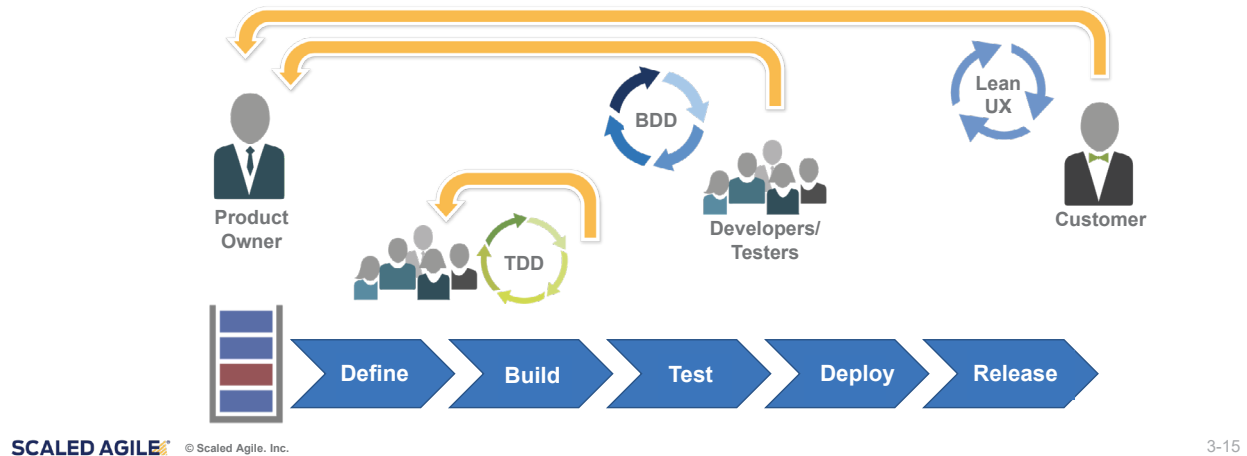 BDD
Lean
UX
Product
Owner
TDD
Developers/
Testers
Customer
Define
Build
Test
Deploy
Release
SCALED AGILE® © Scaled Agile. Inc.
3-15